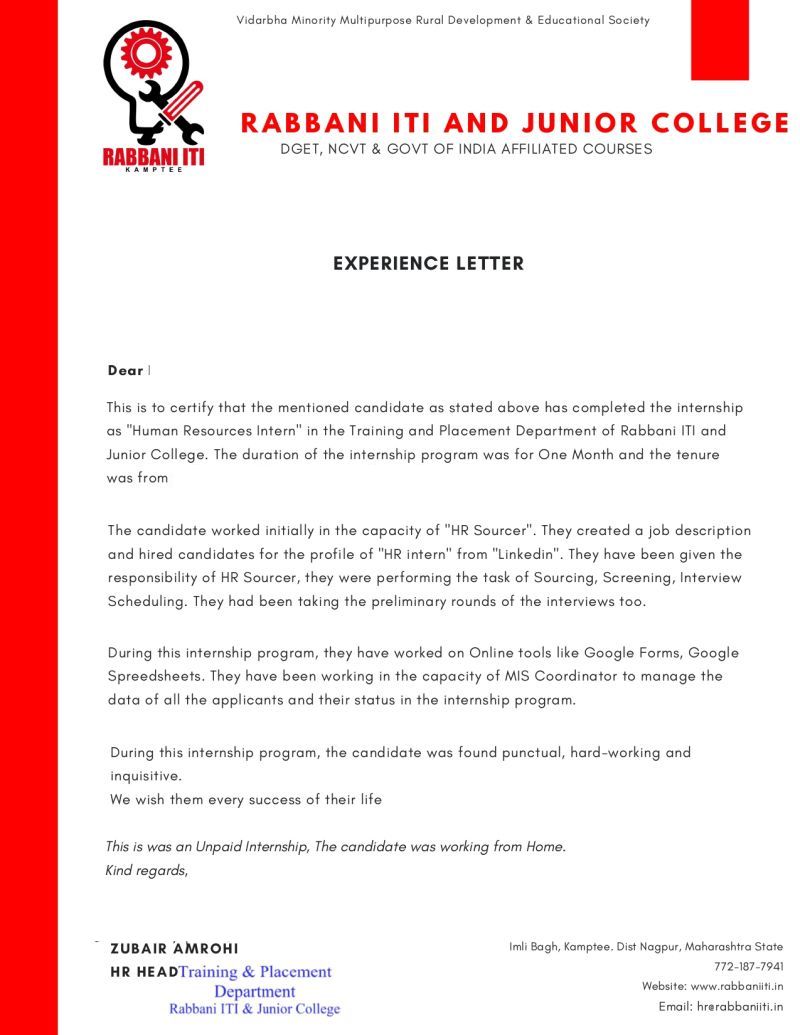 Vidarbha Minority Multipurpose Rural Development & Educational Society
RABBANI ITI
KAMPTEE
RABBANI ITI AND JUNIOR COLLEGE
DGET, NCVT & GOVT OF INDIA AFFILIATED COURSES
EXPERIENCE LETTER
Dear
This is to certify that the mentioned candidate as stated above has completed the internship
as "Human Resources Intern" in the Training and Placement Department of Rabbani ITI and
Junior College. The duration of the internship program was for One Month and the tenure
was from
The candidate worked initially in the capacity of "HR Sourcer". They created a job description
and hired candidates for the profile of "HR intern" from "Linkedin". They have been given the
responsibility of HR Sourcer, they were performing the task of Sourcing, Screening, Interview
Scheduling. They had been taking the preliminary rounds of the interviews too.
During this internship program, they have worked on Online tools like Google Forms, Google
Spreedsheets. They have been working in the capacity of MIS Coordinator to manage the
data of all the applicants and their status in the internship program.
During this internship program, the candidate was found punctual, hard-working and
inquisitive.
We wish them every success of their life
This is was an Unpaid Internship, The candidate was working from Home.
Kind regards,
ZUBAIR AMROHI
HR HEAD
Training & Placement
Department
Rabbani ITI & Junior College
Imli Bagh, Kamptee. Dist Nagpur, Maharashtra State
772-187-7941
Website: www.rabbaniiti.in
Email: hr@rabbaniiti.in